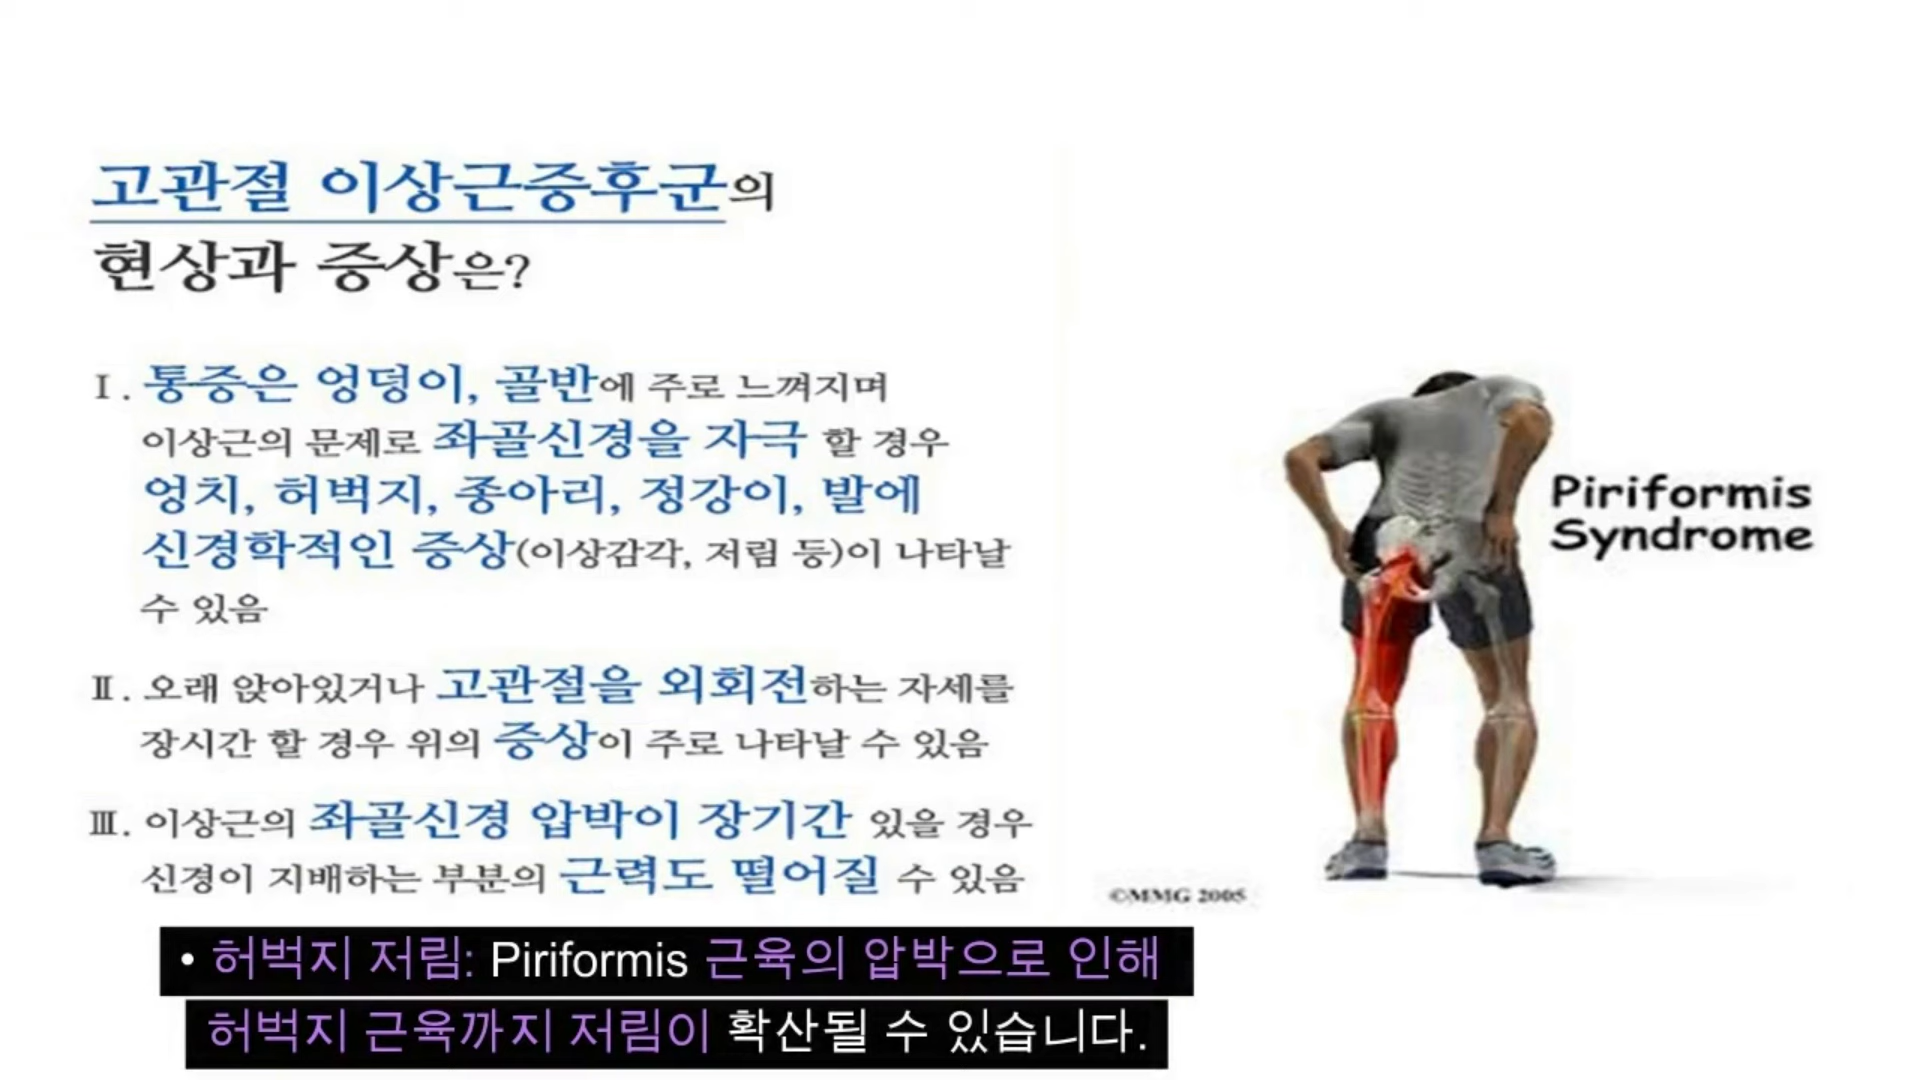 고관절 이상근증후군의
현상과 증상은?
Ⅰ. 통증은 엉덩이, 골반에 주로 느껴지며
이상근의 문제로 좌골신경을 자극 할 경우
엉치, 허벅지, 종아리, 정강이, 발에
신경학적인 증상(이상감각, 저림 등)이 나타날
수 있음
Ⅱ. 오래 앉아있거나 고관절을 외회전하는 자세를
장시간 할 경우 위의 증상이 주로 나타날 수 있음
Ⅲ. 이상근의 좌골신경 압박이 장기간 있을 경우
신경이 지배하는 부분의 근력도 떨어질 수 있음
Piriformis
Syndrome
©MMG 2005
• 허벅지 저림: Piriformis 근육의 압박으로 인해
허벅지 근육까지 저림이 확산될 수 있습니다.